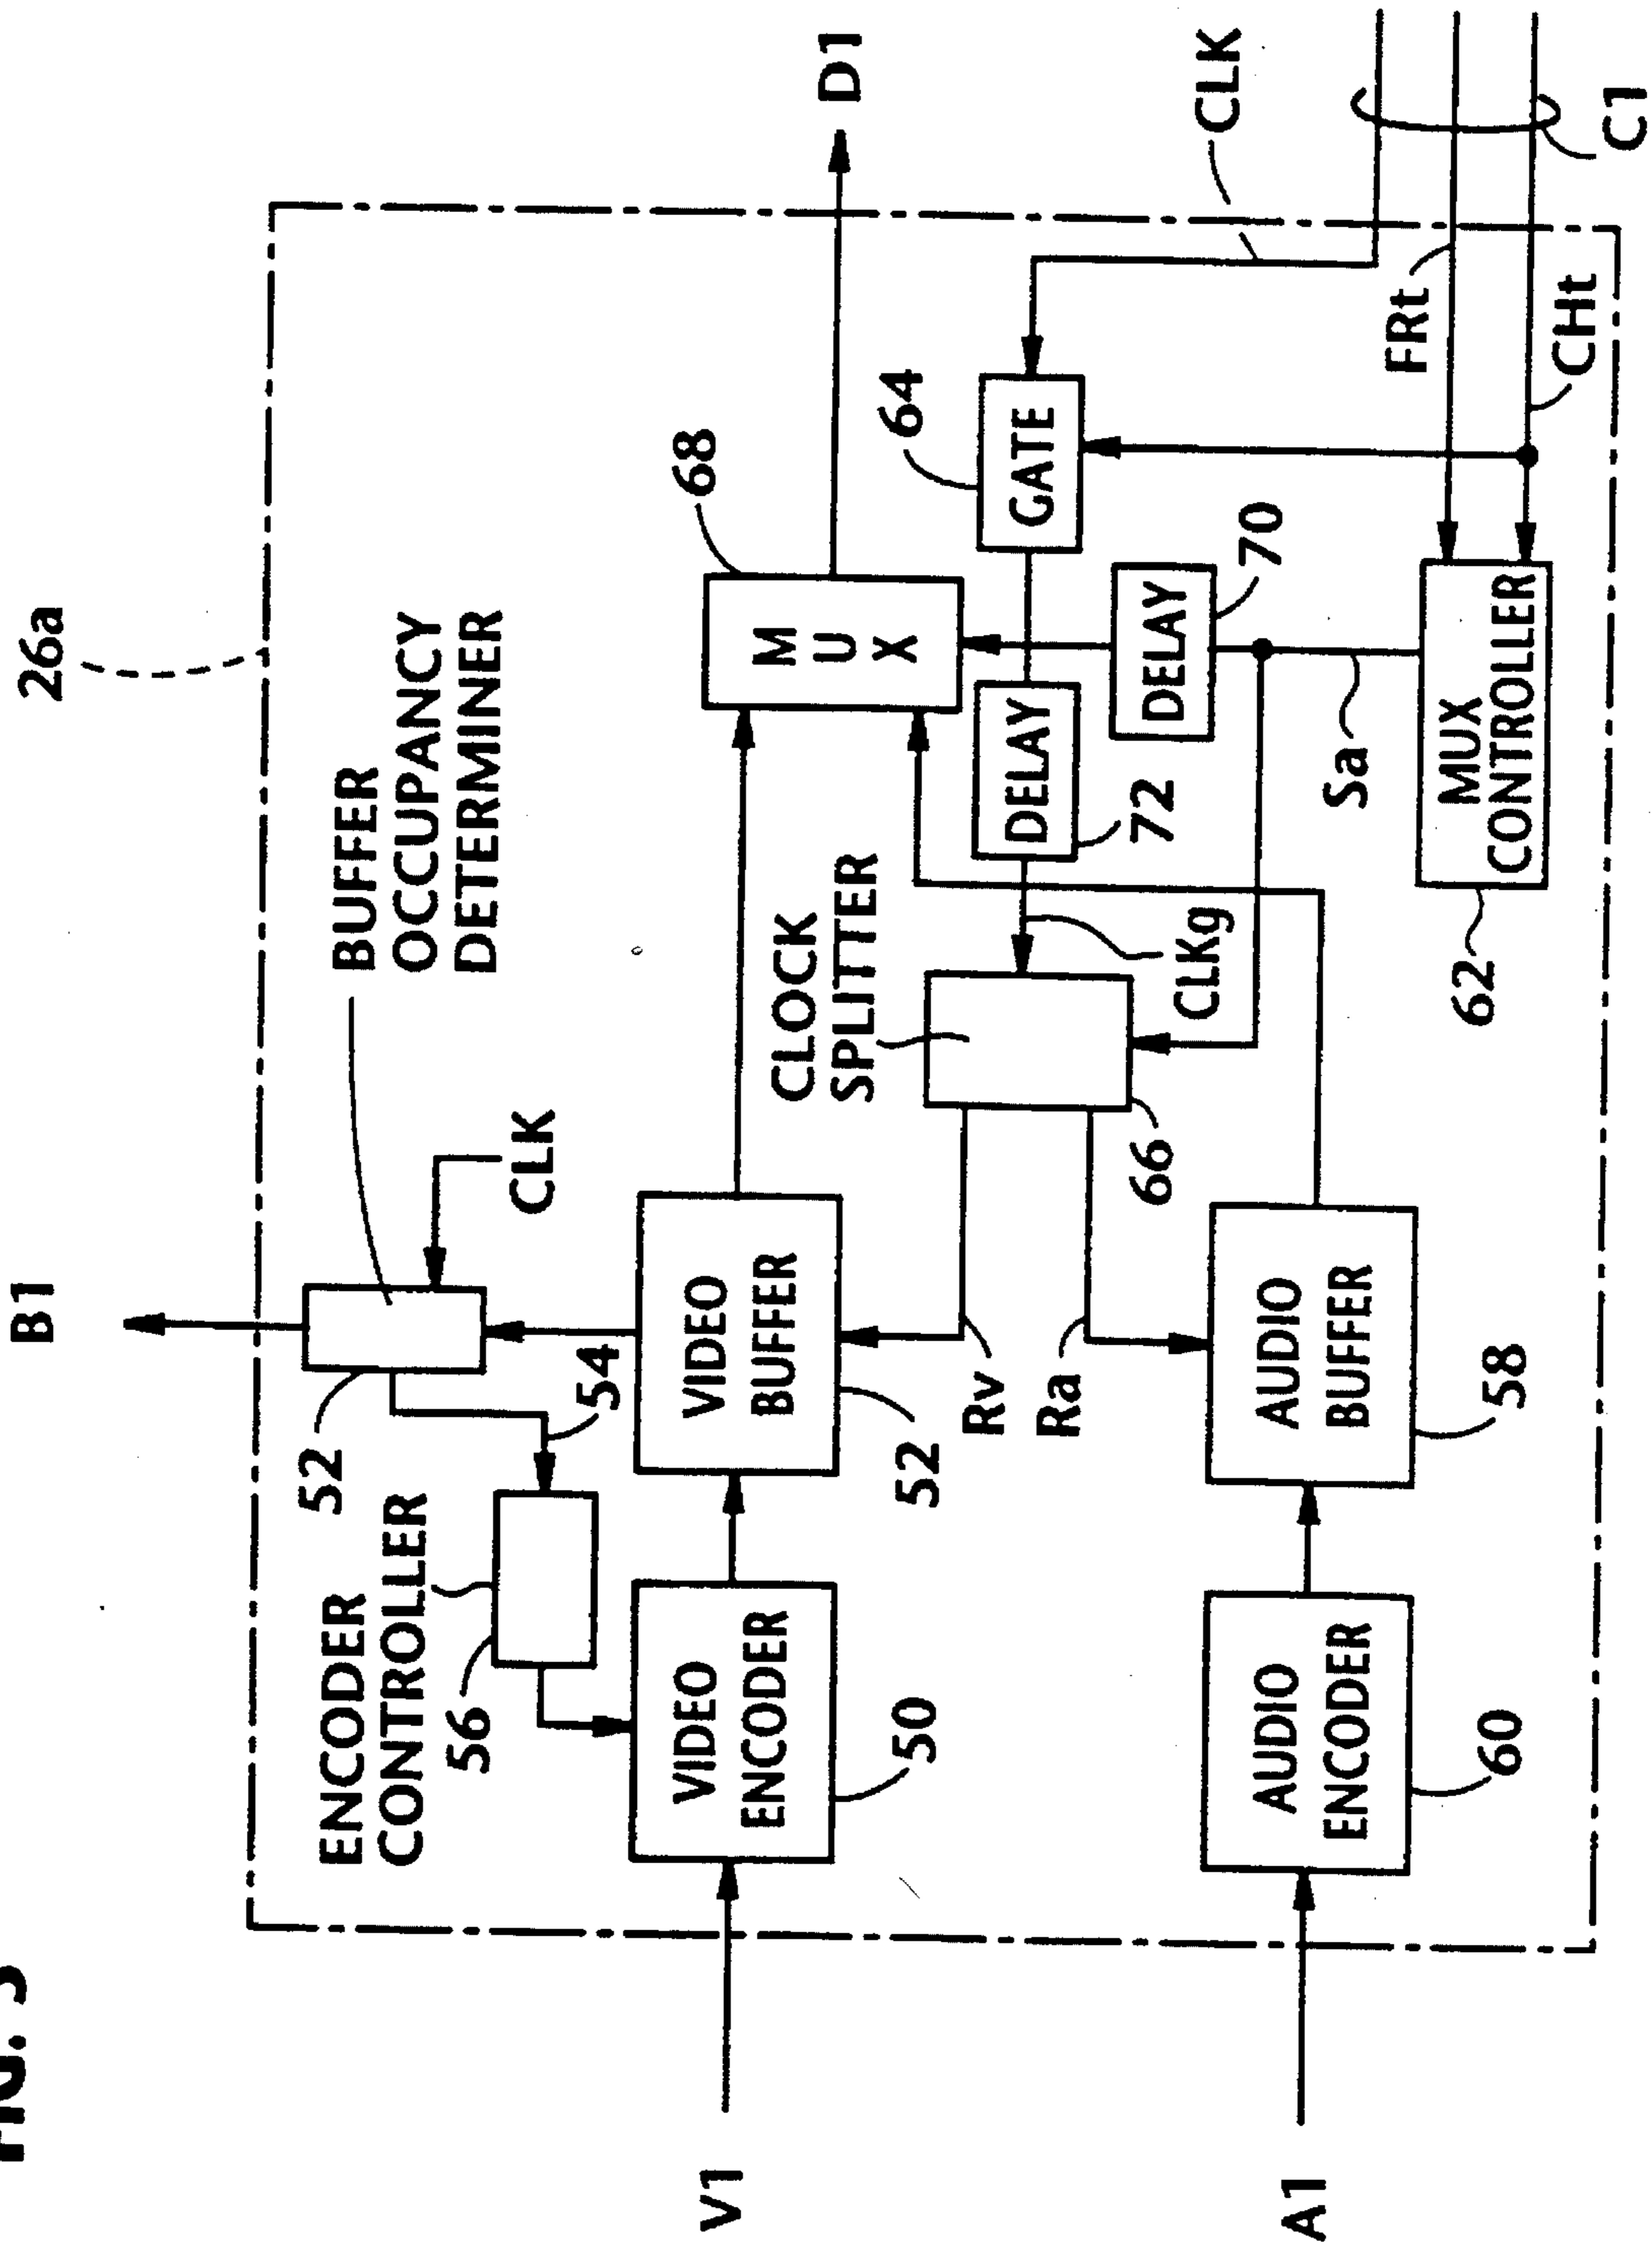 FIG. 3
26a
B1
BUFFER
OCCUPANCY
DETERMINER
52
CLK
54
ENCODER
CONTROLLER
56
VIDEO
ENCODER
50
VIDEO
BUFFER
52
V1
CLOCK
SPLITTER
66
Rv
Ra
CLKg
MUX
68
D1
DELAY
72
GATE
64
DELAY
70
CLK
Sa
FRt
CHt
C1
MUX
CONTROLLER
62
AUDIO
BUFFER
58
AUDIO
ENCODER
60
A1